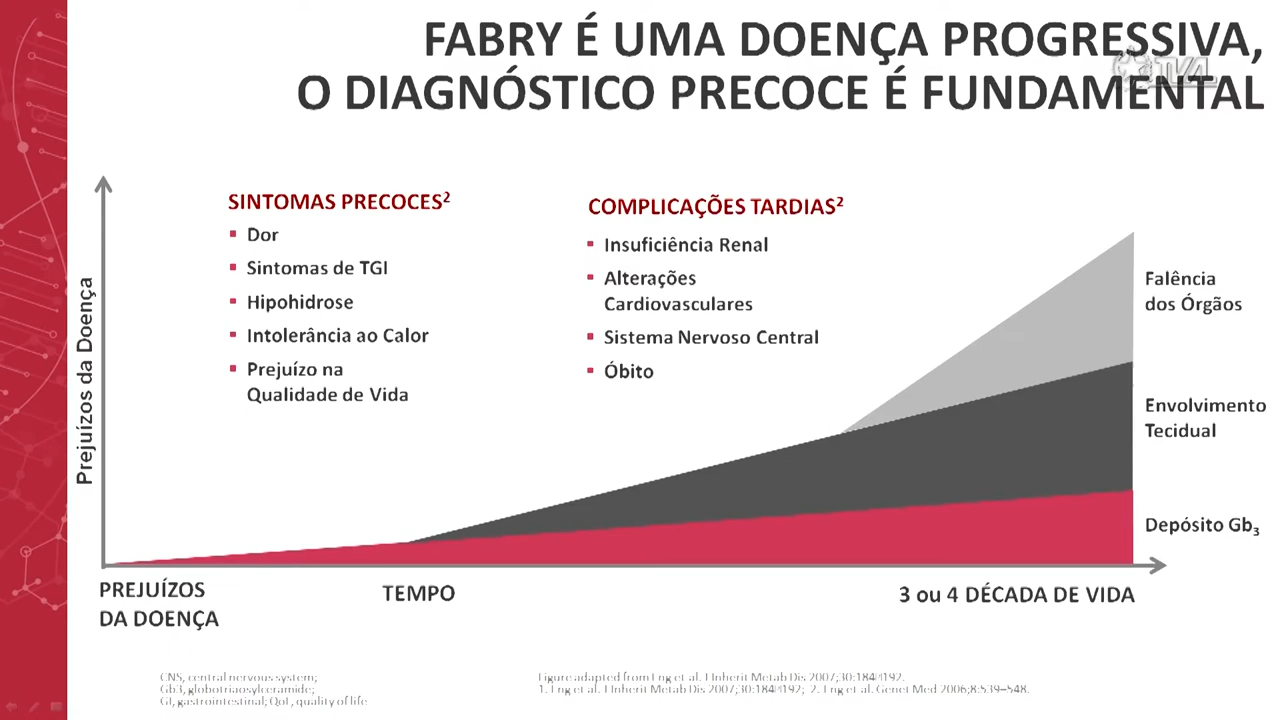 FABRY É UMA DOENÇA PROGRESSIVA,
O DIAGNÓSTICO PRECOCE É FUNDAMENTAL
TVAL
Prejuízos da Doença
SINTOMAS PRECOCES²
Dor
Sintomas de TGI
Hipohidrose
Intolerância ao Calor
Prejuízo na
Qualidade de Vida
COMPLICAÇÕES TARDIAS²
Insuficiência Renal
Alterações
Cardiovasculares
Sistema Nervoso Central
Óbito
Falência
dos Órgãos
Envolvimento
Tecidual
Depósito Gb₃
PREJUÍZOS
DA DOENÇA
TEMPO
3 ou 4 DÉCADA DE VIDA
CNS, central nervous system;
Gb3, globotriaosylceramide;
GI, gastrointestinal; QoL, quality of life
Figure adapted from Eng et al. J Inherit Metab Dis 2007;30:184 192.
1. Eng et al. J Inherit Metab Dis 2007;30:184 192; 2. Eng et al. Genet Med 2006;8:539–548.